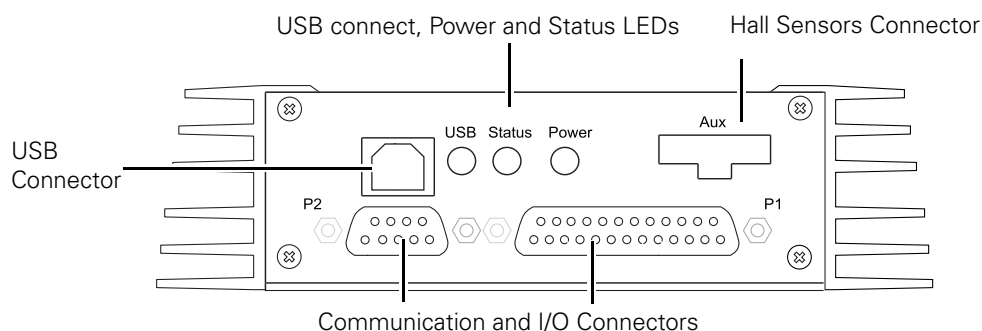 USB connect, Power and Status LEDs
Hall Sensors Connector
Aux
USB Status Power
USB
Connector
P2
P1
Communication and I/O Connectors